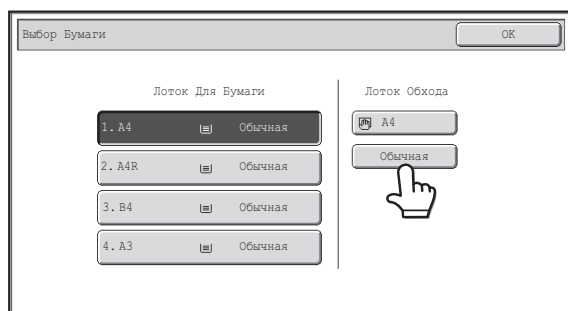 Выбор Бумаги
OK
Лоток Для Бумаги
1. A4 Обычная
2. A4R Обычная
3. B4 Обычная
4. A3 Обычная
Лоток Обхода
A4
Обычная